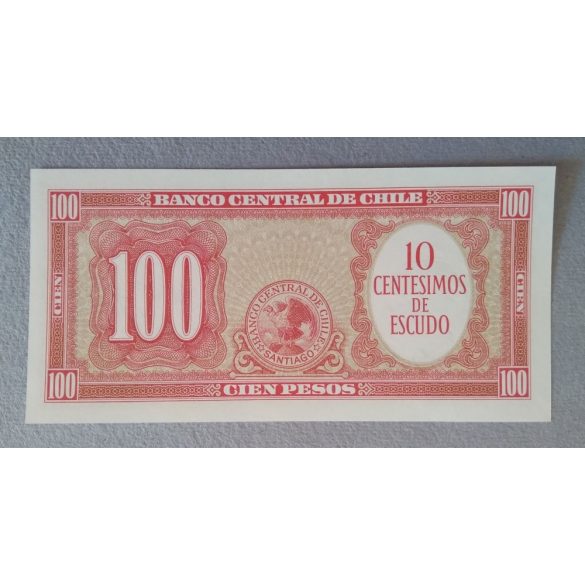 100 BANCO CENTRAL DE CHILE 100
100
10
CENTESIMOS
DE
ESCUDO
CIEN
CIEN
BANCO CENTRAL DE CHILE
SANTIAGO
100 CIEN PESOS 100